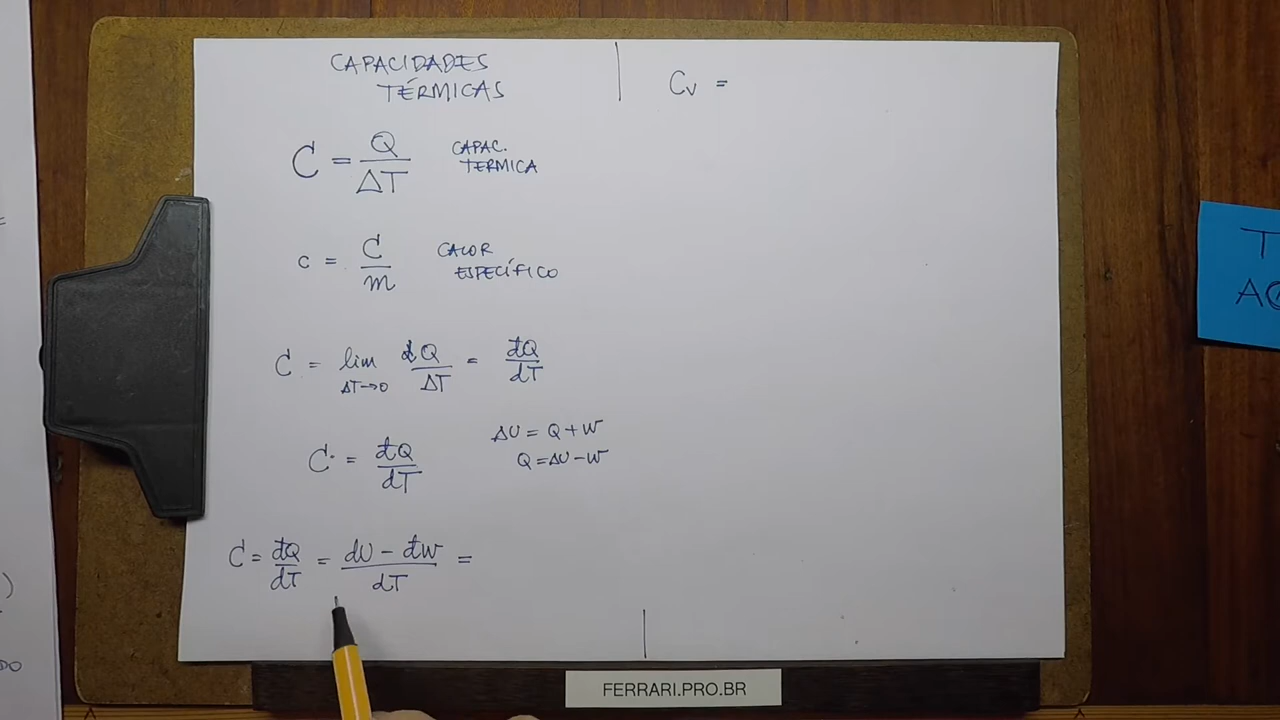 CAPACIDADES
TÉRMICAS
C = Q/ΔT CAPAC.
TERMICA
c = C/m CALOR
ESPECÍFICO
C = lim ΔT→0 đQ/ΔT = đQ/dT
C = đQ/dT
ΔU = Q + W
Q = ΔU - W
C = đQ/dT = dU - đW/dT =
Cv =
FERRARI.PRO.BR